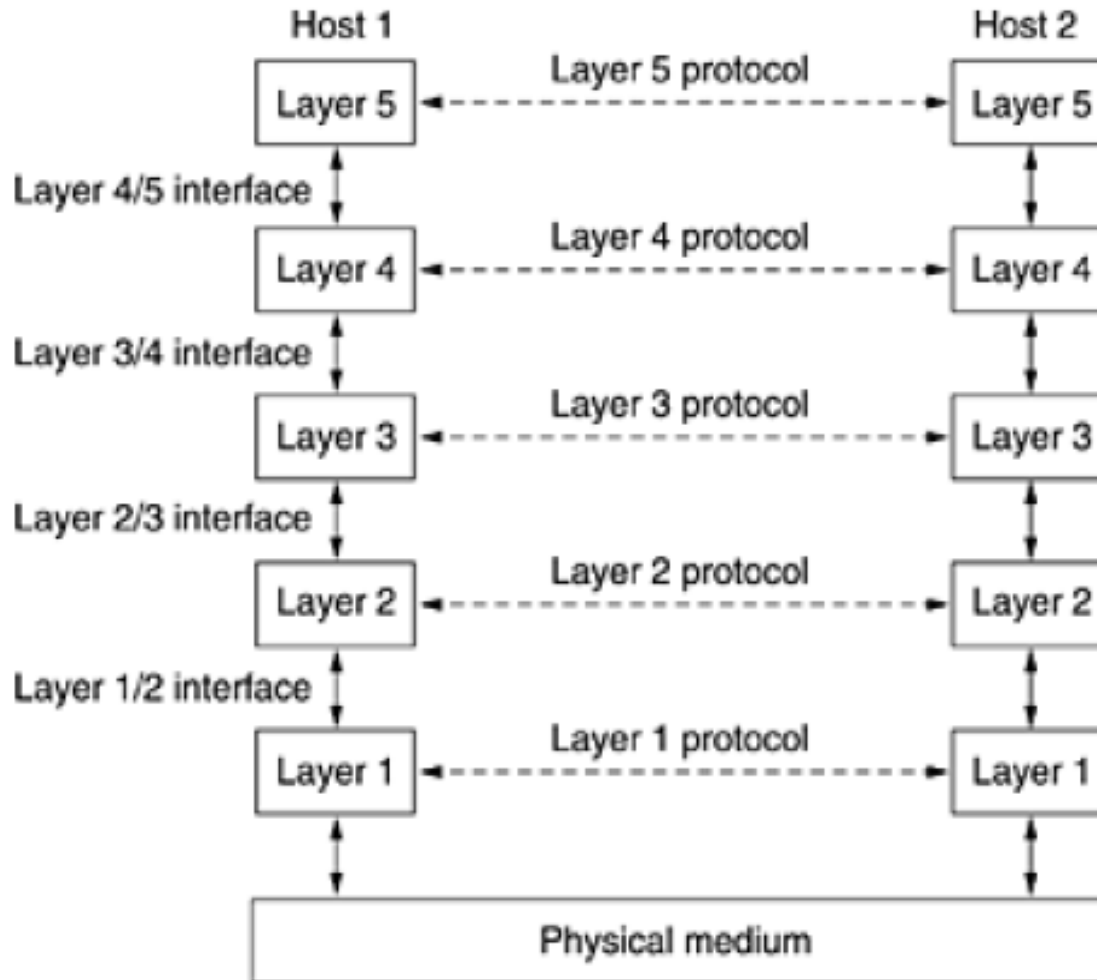 Host 1
Host 2
Layer 5 protocol
Layer 5
Layer 5
Layer 4/5 interface
Layer 4 protocol
Layer 4
Layer 4
Layer 3/4 interface
Layer 3 protocol
Layer 3
Layer 3
Layer 2/3 interface
Layer 2 protocol
Layer 2
Layer 2
Layer 1/2 interface
Layer 1 protocol
Layer 1
Layer 1
Physical medium